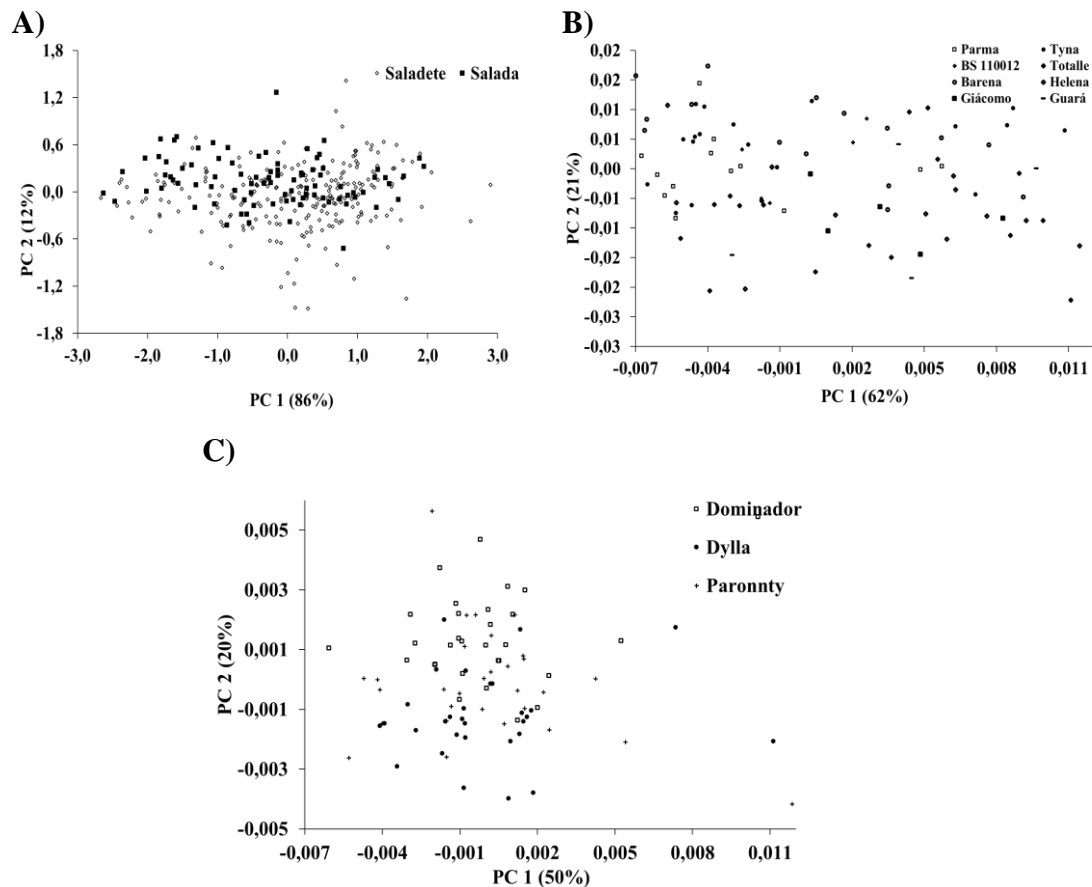 A)
Saladete Salada
1,8
1,2
0,6
0,0
-0,6
-1,2
-1,8
PC 2 (12%)
-3,0 -2,0 -1,0 0,0 1,0 2,0 3,0
PC 1 (86%)
B)
Parma Tyna
BS 110012 Totalle
Barena Helena
Giácomo Guará
0,02
0,02
0,01
0,01
0,00
-0,01
-0,01
-0,02
-0,02
-0,03
-0,03
PC 2 (21%)
-0,007 -0,004 -0,001 0,002 0,005 0,008 0,011
PC 1 (62%)
C)
Dominador
Dylla
Paronnty
0,005
0,003
0,001
-0,001
-0,003
-0,005
PC 2 (20%)
-0,007 -0,004 -0,001 0,002 0,005 0,008 0,011
PC 1 (50%)